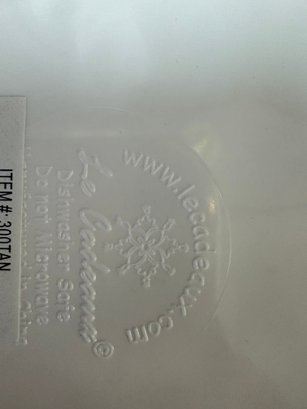 www.lecadeaux.com
Le Cadeaux©
Dishwasher Safe
Do not Microwave
ITEM #: 300TAN